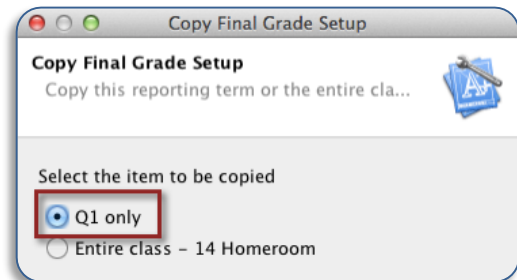 Copy Final Grade Setup
Copy Final Grade Setup
Copy this reporting term or the entire cla...
Select the item to be copied
Q1 only
Entire class – 14 Homeroom